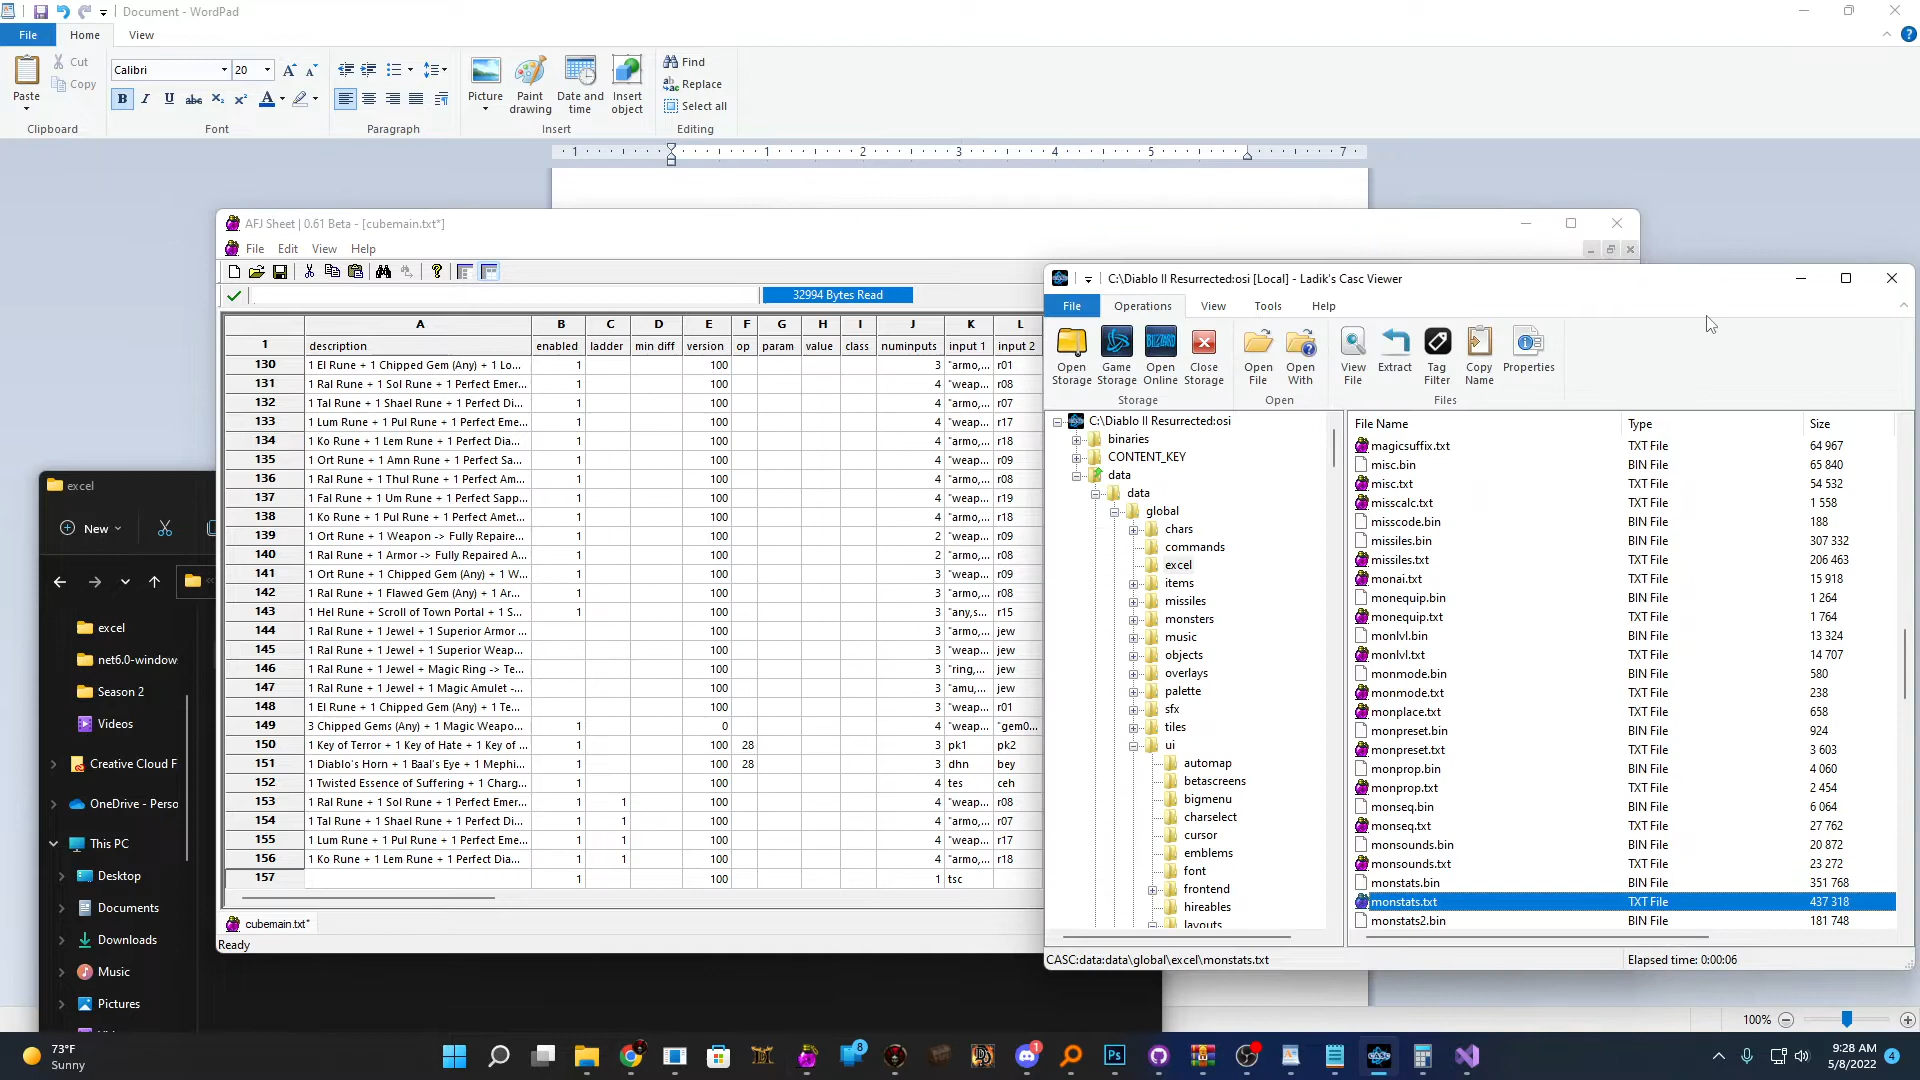 Document - WordPad
File Home View
Paste
Cut
Copy
Clipboard
Calibri 20
B I U abc X₂ X² A
Font
Paragraph
Picture
Paint drawing
Date and time
Insert object
Insert
Find
Replace
Select all
Editing
1 1 2 3 4 5 7
AFJ Sheet | 0.61 Beta - [cubemain.txt*]
File Edit View Help
32994 Bytes Read
A B C D E F G H I J K L
1 description enabled ladder min diff version op param value class numinputs input 1 input 2
130 1 El Rune + 1 Chipped Gem (Any) + 1 Lo... 1 100 3 "armo,... r01
131 1 Ral Rune + 1 Sol Rune + 1 Perfect Emer... 1 100 4 "weap... r08
132 1 Tal Rune + 1 Shael Rune + 1 Perfect Di... 1 100 4 "armo,... r07
133 1 Lum Rune + 1 Pul Rune + 1 Perfect Eme... 1 100 4 "weap... r17
134 1 Ko Rune + 1 Lem Rune + 1 Perfect Dia... 1 100 4 "armo,... r18
135 1 Ort Rune + 1 Amn Rune + 1 Perfect Sa... 1 100 4 "weap... r09
136 1 Ral Rune + 1 Thul Rune + 1 Perfect Am... 1 100 4 "armo,... r08
137 1 Fal Rune + 1 Um Rune + 1 Perfect Sapp... 1 100 4 "weap... r19
138 1 Ko Rune + 1 Pul Rune + 1 Perfect Amet... 1 100 4 "armo,... r18
139 1 Ort Rune + 1 Weapon -> Fully Repaire... 1 100 2 "weap... r09
140 1 Ral Rune + 1 Armor -> Fully Repaired A... 1 100 2 "armo,... r08
141 1 Ort Rune + 1 Chipped Gem (Any) + 1 W... 1 100 3 "weap... r09
142 1 Ral Rune + 1 Flawed Gem (Any) + 1 Ar... 1 100 3 "armo,... r08
143 1 Hel Rune + Scroll of Town Portal + 1 S... 1 100 3 "any,s... r15
144 1 Ral Rune + 1 Jewel + 1 Superior Armor ... 100 3 "armo,... jew
145 1 Ral Rune + 1 Jewel + 1 Superior Weap... 100 3 "weap... jew
146 1 Ral Rune + 1 Jewel + Magic Ring -> Te... 100 3 "ring,... jew
147 1 Ral Rune + 1 Jewel + 1 Magic Amulet -... 100 3 "amu,... jew
148 1 El Rune + 1 Chipped Gem (Any) + 1 Te... 100 3 "weap... r01
149 3 Chipped Gems (Any) + 1 Magic Weapo... 1 0 4 "weap... "gem0...
150 1 Key of Terror + 1 Key of Hate + 1 Key of ... 1 100 28 3 pk1 pk2
151 1 Diablo's Horn + 1 Baal's Eye + 1 Mephi... 1 100 28 3 dhn bey
152 1 Twisted Essence of Suffering + 1 Charg... 1 100 4 tes ceh
153 1 Ral Rune + 1 Sol Rune + 1 Perfect Emer... 1 1 100 4 "weap... r08
154 1 Tal Rune + 1 Shael Rune + 1 Perfect Di... 1 1 100 4 "armo,... r07
155 1 Lum Rune + 1 Pul Rune + 1 Perfect Eme... 1 1 100 4 "weap... r17
156 1 Ko Rune + 1 Lem Rune + 1 Perfect Dia... 1 1 100 4 "armo,... r18
157 1 100 1 tsc
cubemain.txt*
Ready
C:\Diablo II Resurrected:osi [Local] - Ladik's Casc Viewer
File Operations View Tools Help
Open Storage
Game Storage
Open Online
Close Storage
Storage
Open File
Open With
Open
View File
Extract
Tag Filter
Copy Name
Properties
Files
C:\Diablo II Resurrected:osi
binaries
CONTENT_KEY
data
data
global
chars
commands
excel
items
missiles
monsters
music
objects
overlays
palette
sfx
tiles
ui
automap
betascreens
bigmenu
charselect
cursor
emblems
font
frontend
hireables
layouts
File Name Type Size
magicsuffix.txt TXT File 64 967
misc.bin BIN File 65 840
misc.txt TXT File 54 532
misscalc.txt TXT File 1 558
misscode.bin BIN File 188
missiles.bin BIN File 307 332
missiles.txt TXT File 206 463
monai.txt TXT File 15 918
monequip.bin BIN File 1 264
monequip.txt TXT File 1 764
monlvl.bin BIN File 13 324
monlvl.txt TXT File 14 707
monmode.bin BIN File 580
monmode.txt TXT File 238
monplace.txt TXT File 658
monpreset.bin BIN File 924
monpreset.txt TXT File 3 603
monprop.bin BIN File 4 060
monprop.txt TXT File 2 454
monseq.bin BIN File 6 064
monseq.txt TXT File 27 762
monsounds.bin BIN File 20 872
monsounds.txt TXT File 23 272
monstats.bin BIN File 351 768
monstats.txt TXT File 437 318
monstats2.bin BIN File 181 748
CASC:data:data\global\excel\monstats.txt Elapsed time: 0:00:06
excel
New
excel
net6.0-window
Season 2
Videos
Creative Cloud F
OneDrive - Perso
This PC
Desktop
Documents
Downloads
Music
Pictures
100%
73°F
Sunny
8
1
Ps
9:28 AM
5/8/2022
4